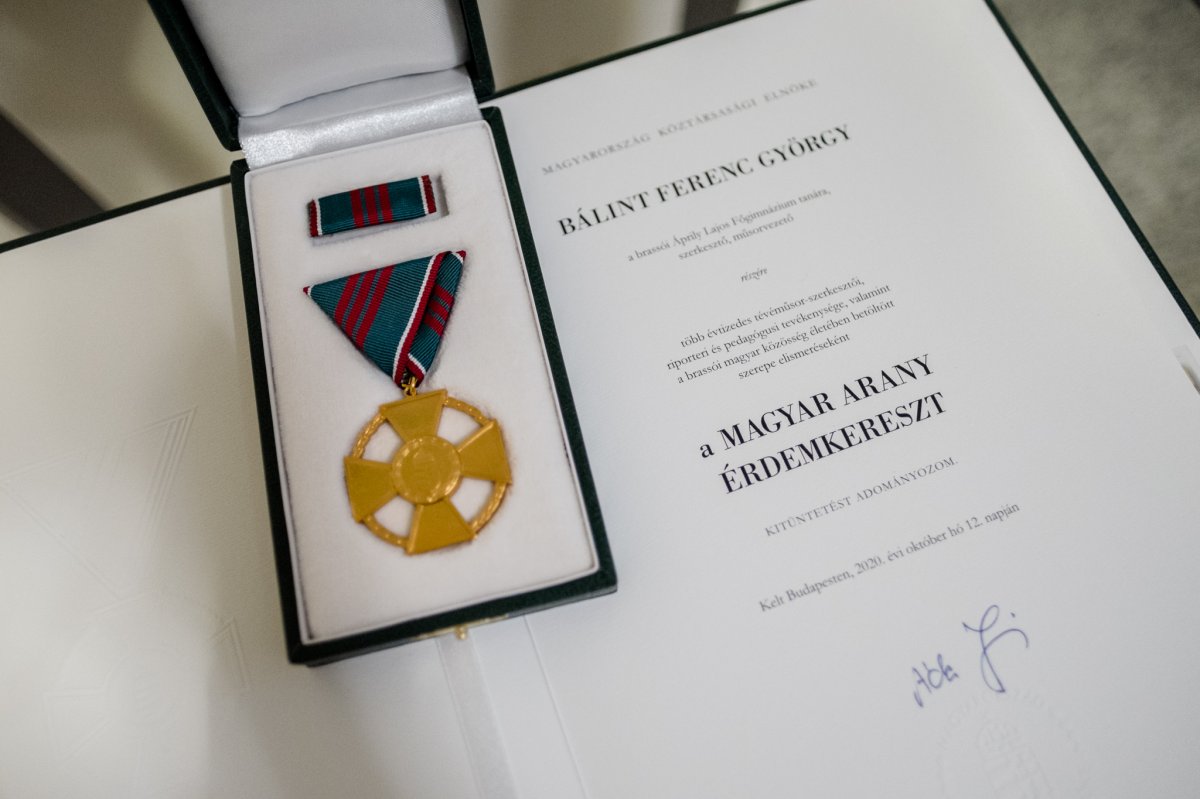 MAGYARORSZÁG KÖZTÁRSASÁGI ELNÖKE
BÁLINT FERENC GYÖRGY
a brassói Áprily Lajos Főgimnázium tanára,
szerkesztő, műsorvezető
részére
több évtizedes tévéműsor-szerkesztői,
riporteri és pedagógusi tevékenysége, valamint
a brassói magyar közösség életében betöltött
szerepe elismeréseként
a MAGYAR ARANY
ÉRDEMKERESZT
KITÜNTETÉST ADOMÁNYOZOM.
Kelt Budapesten, 2020. évi október hó 12. napján